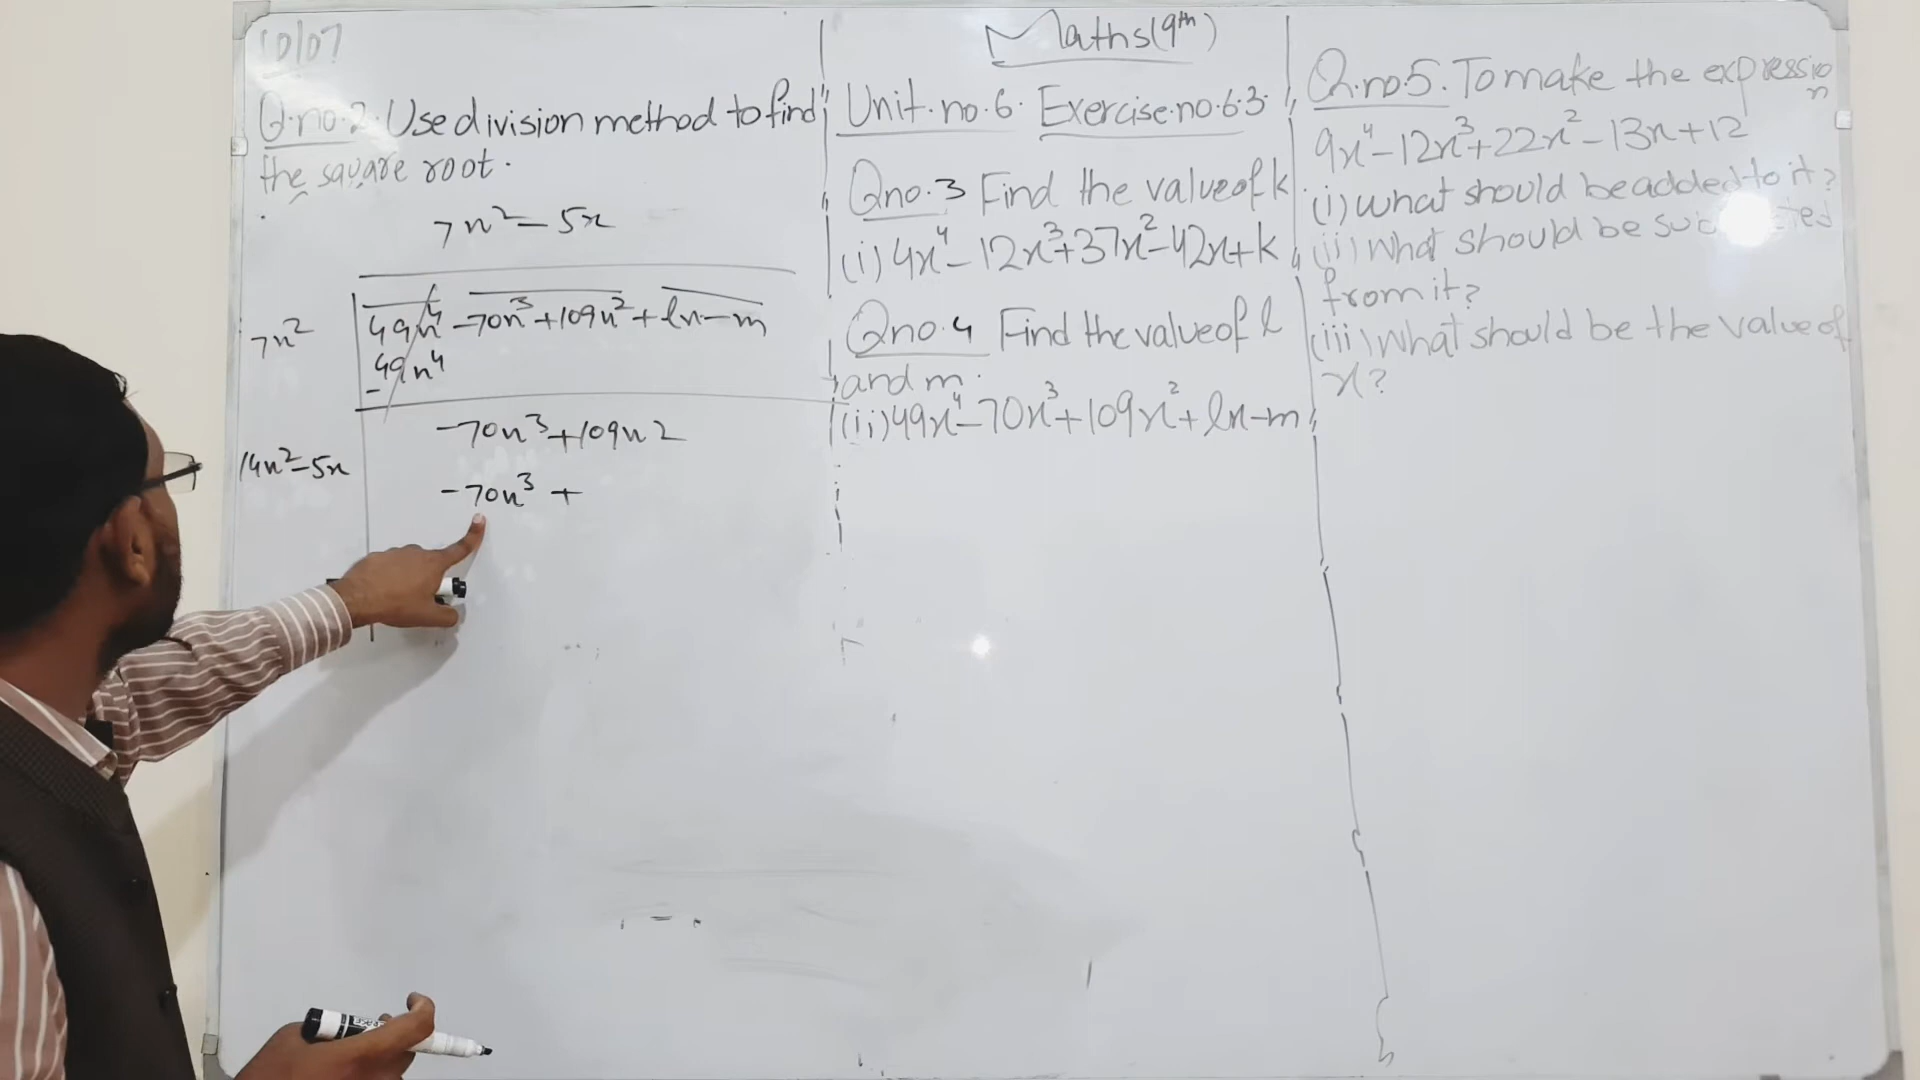 10/07
Q.no.2. Use division method to find
the square root.
7x² - 5x
7x²
49x⁴ - 70x³ + 109x² + lx - m
- 49x⁴
-70x³ + 109x2
14x² - 5x
-70x³ +
Maths (9th)
Unit.no.6. Exercise.no.6.3.
Qno.3 Find the value of k.
(i) 4x⁴ - 12x³ + 37x² - 42x + k
Qno.4 Find the value of l
and m.
(ii) 49x⁴ - 70x³ + 109x² + lx - m
Q.no.5. To make the expression
9x⁴ - 12x³ + 22x² - 13x + 12
(i) what should be added to it?
(ii) What should be
from it?
(iii) What should be the value of
x?